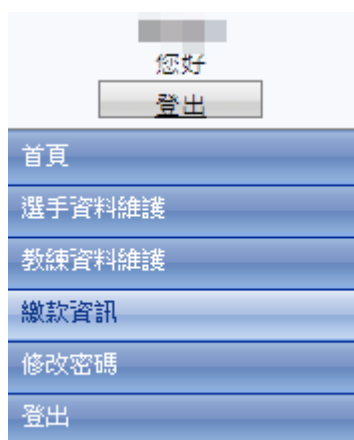 您好
登出
首頁
選手資料維護
教練資料維護
繳款資訊
修改密碼
登出